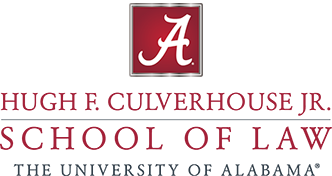 A
HUGH F. CULVERHOUSE JR.
SCHOOL OF LAW
THE UNIVERSITY OF ALABAMA®